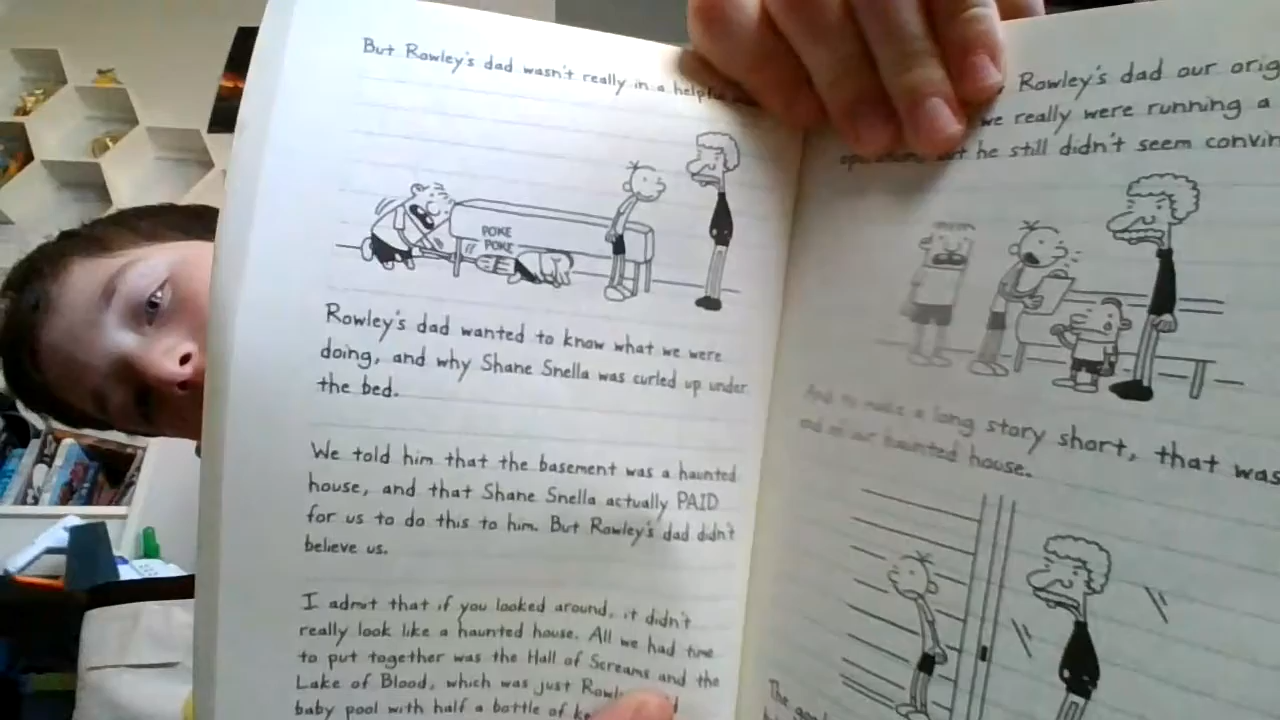 But Rowley's dad wasn't really in a
POKE
POKE
Rowley's dad wanted to know what we were
doing, and why Shane Snella was curled up under
the bed.
We told him that the basement was a haunted
house, and that Shane Snella actually PAID
for us to do this to him. But Rowley's dad didn't
believe us.
I admit that if you looked around, it didn't
really look like a haunted house. All we had time
to put together was the Hall of Screams and the
Lake of Blood, which was just
baby pool with half a bottle of
Rowley's dad our
we really were running a
he still didn't seem
And to make a long story short, that was
end of our haunted house.
The